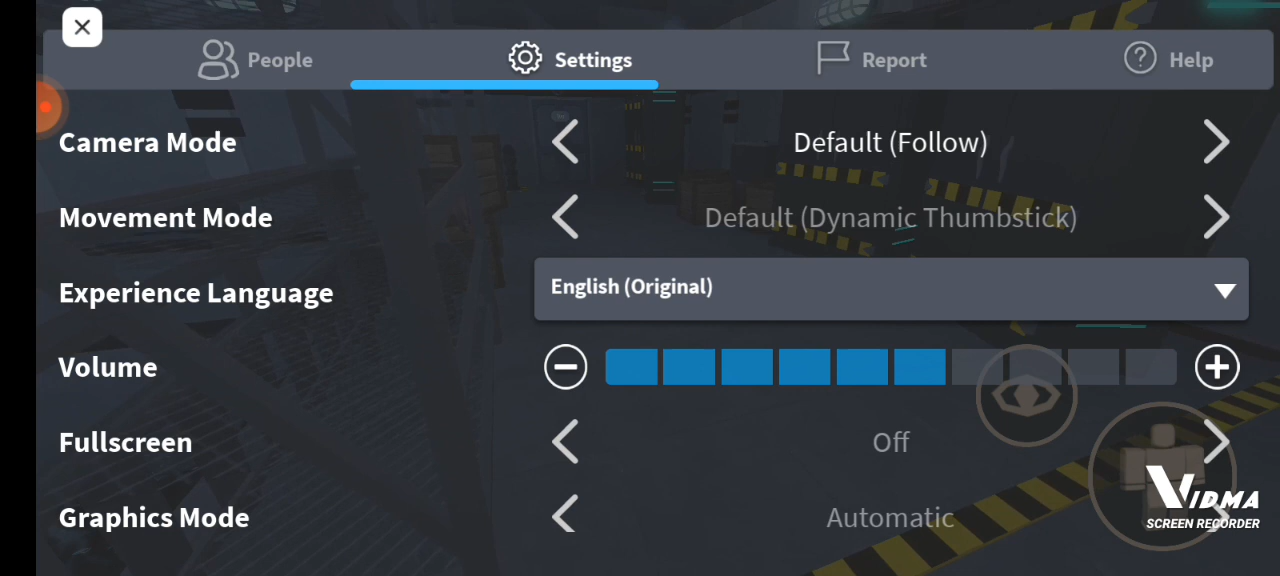 People
Settings
Report
Help
Camera Mode
Default (Follow)
Movement Mode
Default (Dynamic Thumbstick)
Experience Language
English (Original)
Volume
Fullscreen
Off
Graphics Mode
Automatic
VIDMA
SCREEN RECORDER